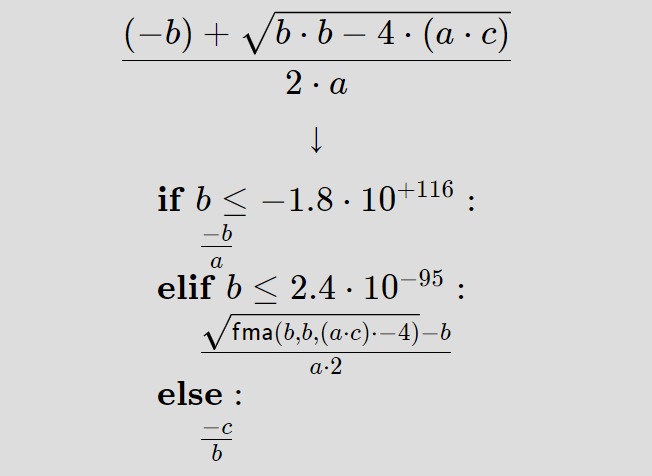 (−b) + √(b · b − 4 · (a · c))
2 · a
↓
if b ≤ −1.8 · 10^{+116} :
−b
a
elif b ≤ 2.4 · 10^{−95} :
√(fma(b,b,(a·c)·−4))−b
a·2
else :
−c
b